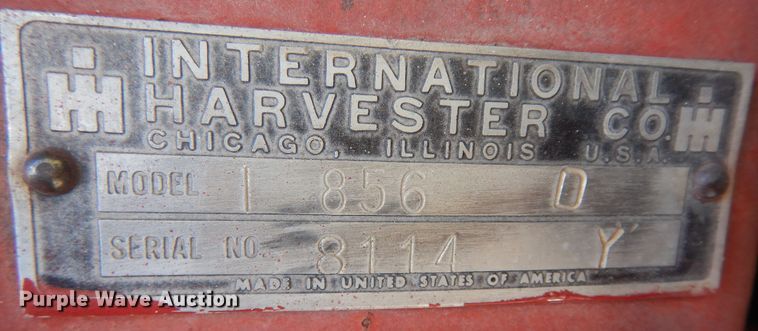 INTERNATIONAL
HARVESTER CO.
CHICAGO, ILLINOIS U.S.A.
MODEL I 856 D
SERIAL NO. 8114 Y
MADE IN UNITED STATES OF AMERICA
Purple Wave Auction